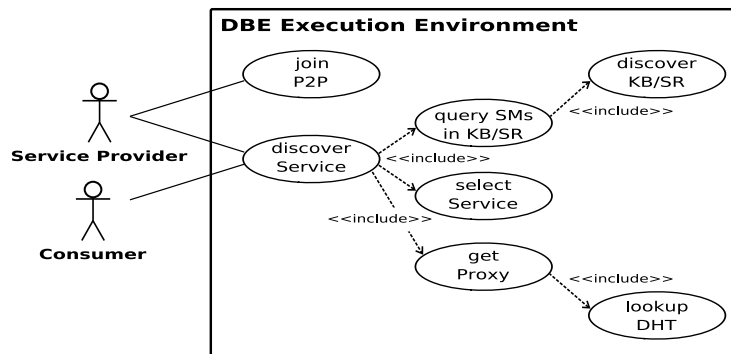 DBE Execution Environment
join
P2P
discover
KB/SR
query SMs
in KB/SR
<<include>>
Service Provider
discover
Service
<<include>>
select
Service
<<include>>
Consumer
get
Proxy
<<include>>
lookup
DHT